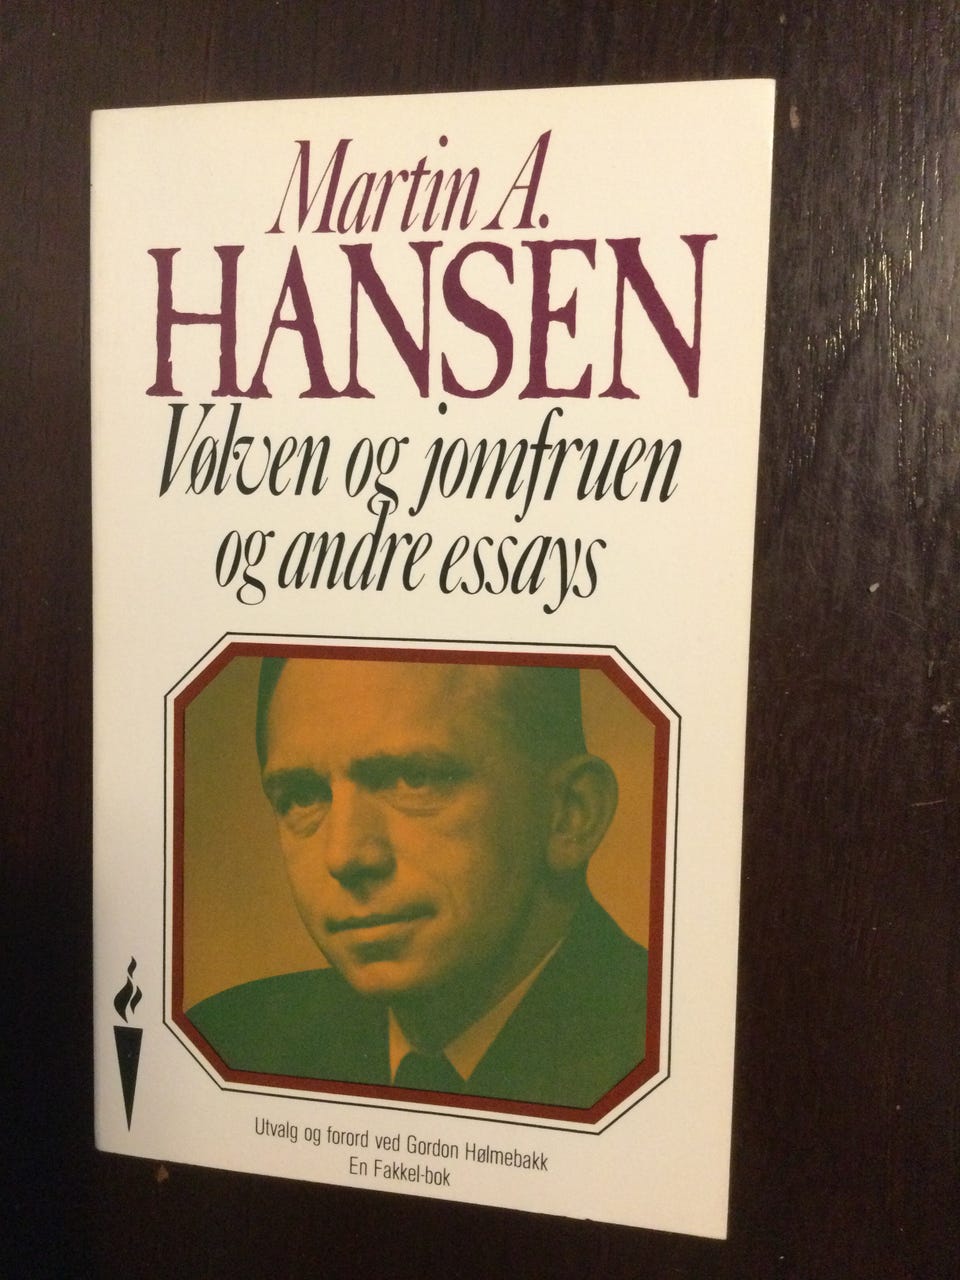 Martin A.
HANSEN
Vølven og jomfruen
og andre essays
Utvalg og forord ved Gordon Hølmebakk
En Fakkel-bok